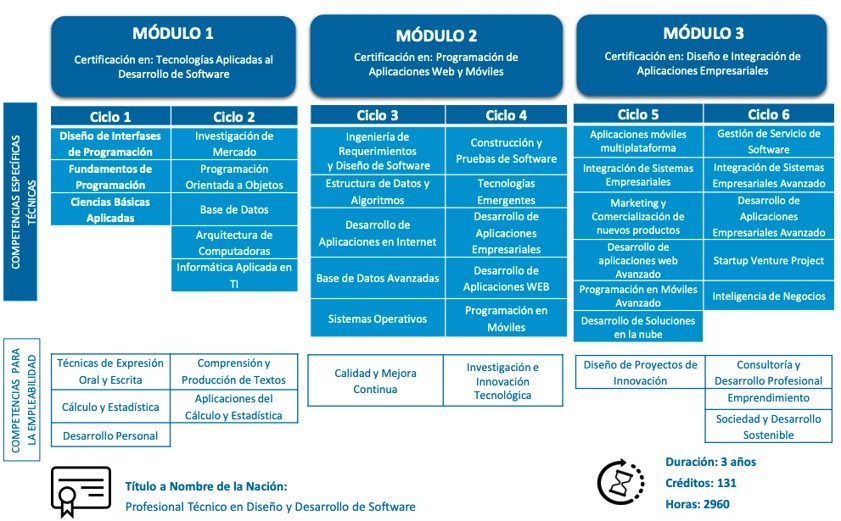 MÓDULO 1
Certificación en: Tecnologías Aplicadas al
Desarrollo de Software
MÓDULO 2
Certificación en: Programación de
Aplicaciones Web y Móviles
MÓDULO 3
Certificación en: Diseño e Integración de
Aplicaciones Empresariales
COMPETENCIAS ESPECÍFICAS
TÉCNICAS
Ciclo 1
Diseño de Interfases
de Programación
Fundamentos de
Programación
Ciencias Básicas
Aplicadas
Ciclo 2
Investigación de
Mercado
Programación
Orientada a Objetos
Base de Datos
Arquitectura de
Computadoras
Informática Aplicada en
TI
Ciclo 3
Ingeniería de
Requerimientos
y Diseño de Software
Estructura de Datos y
Algoritmos
Desarrollo de
Aplicaciones en Internet
Base de Datos Avanzadas
Sistemas Operativos
Ciclo 4
Construcción y
Pruebas de Software
Tecnologías
Emergentes
Desarrollo de
Aplicaciones
Empresariales
Desarrollo de
Aplicaciones WEB
Programación en
Móviles
Ciclo 5
Aplicaciones móviles
multiplataforma
Integración de Sistemas
Empresariales
Marketing y
Comercialización de
nuevos productos
Desarrollo de
aplicaciones web
Avanzado
Programación en Móviles
Avanzado
Desarrollo de Soluciones
en la nube
Ciclo 6
Gestión de Servicio de
Software
Integración de Sistemas
Empresariales Avanzado
Desarrollo de
Aplicaciones
Empresariales Avanzado
Startup Venture Project
Inteligencia de Negocios
COMPETENCIAS PARA
LA EMPLEABILIDAD
Técnicas de Expresión
Oral y Escrita
Cálculo y Estadística
Desarrollo Personal
Comprensión y
Producción de Textos
Aplicaciones del
Cálculo y Estadística
Calidad y Mejora
Continua
Investigación e
Innovación
Tecnológica
Diseño de Proyectos de
Innovación
Consultoría y
Desarrollo Profesional
Emprendimiento
Sociedad y Desarrollo
Sostenible
Título a Nombre de la Nación:
Profesional Técnico en Diseño y Desarrollo de Software
Duración: 3 años
Créditos: 131
Horas: 2960